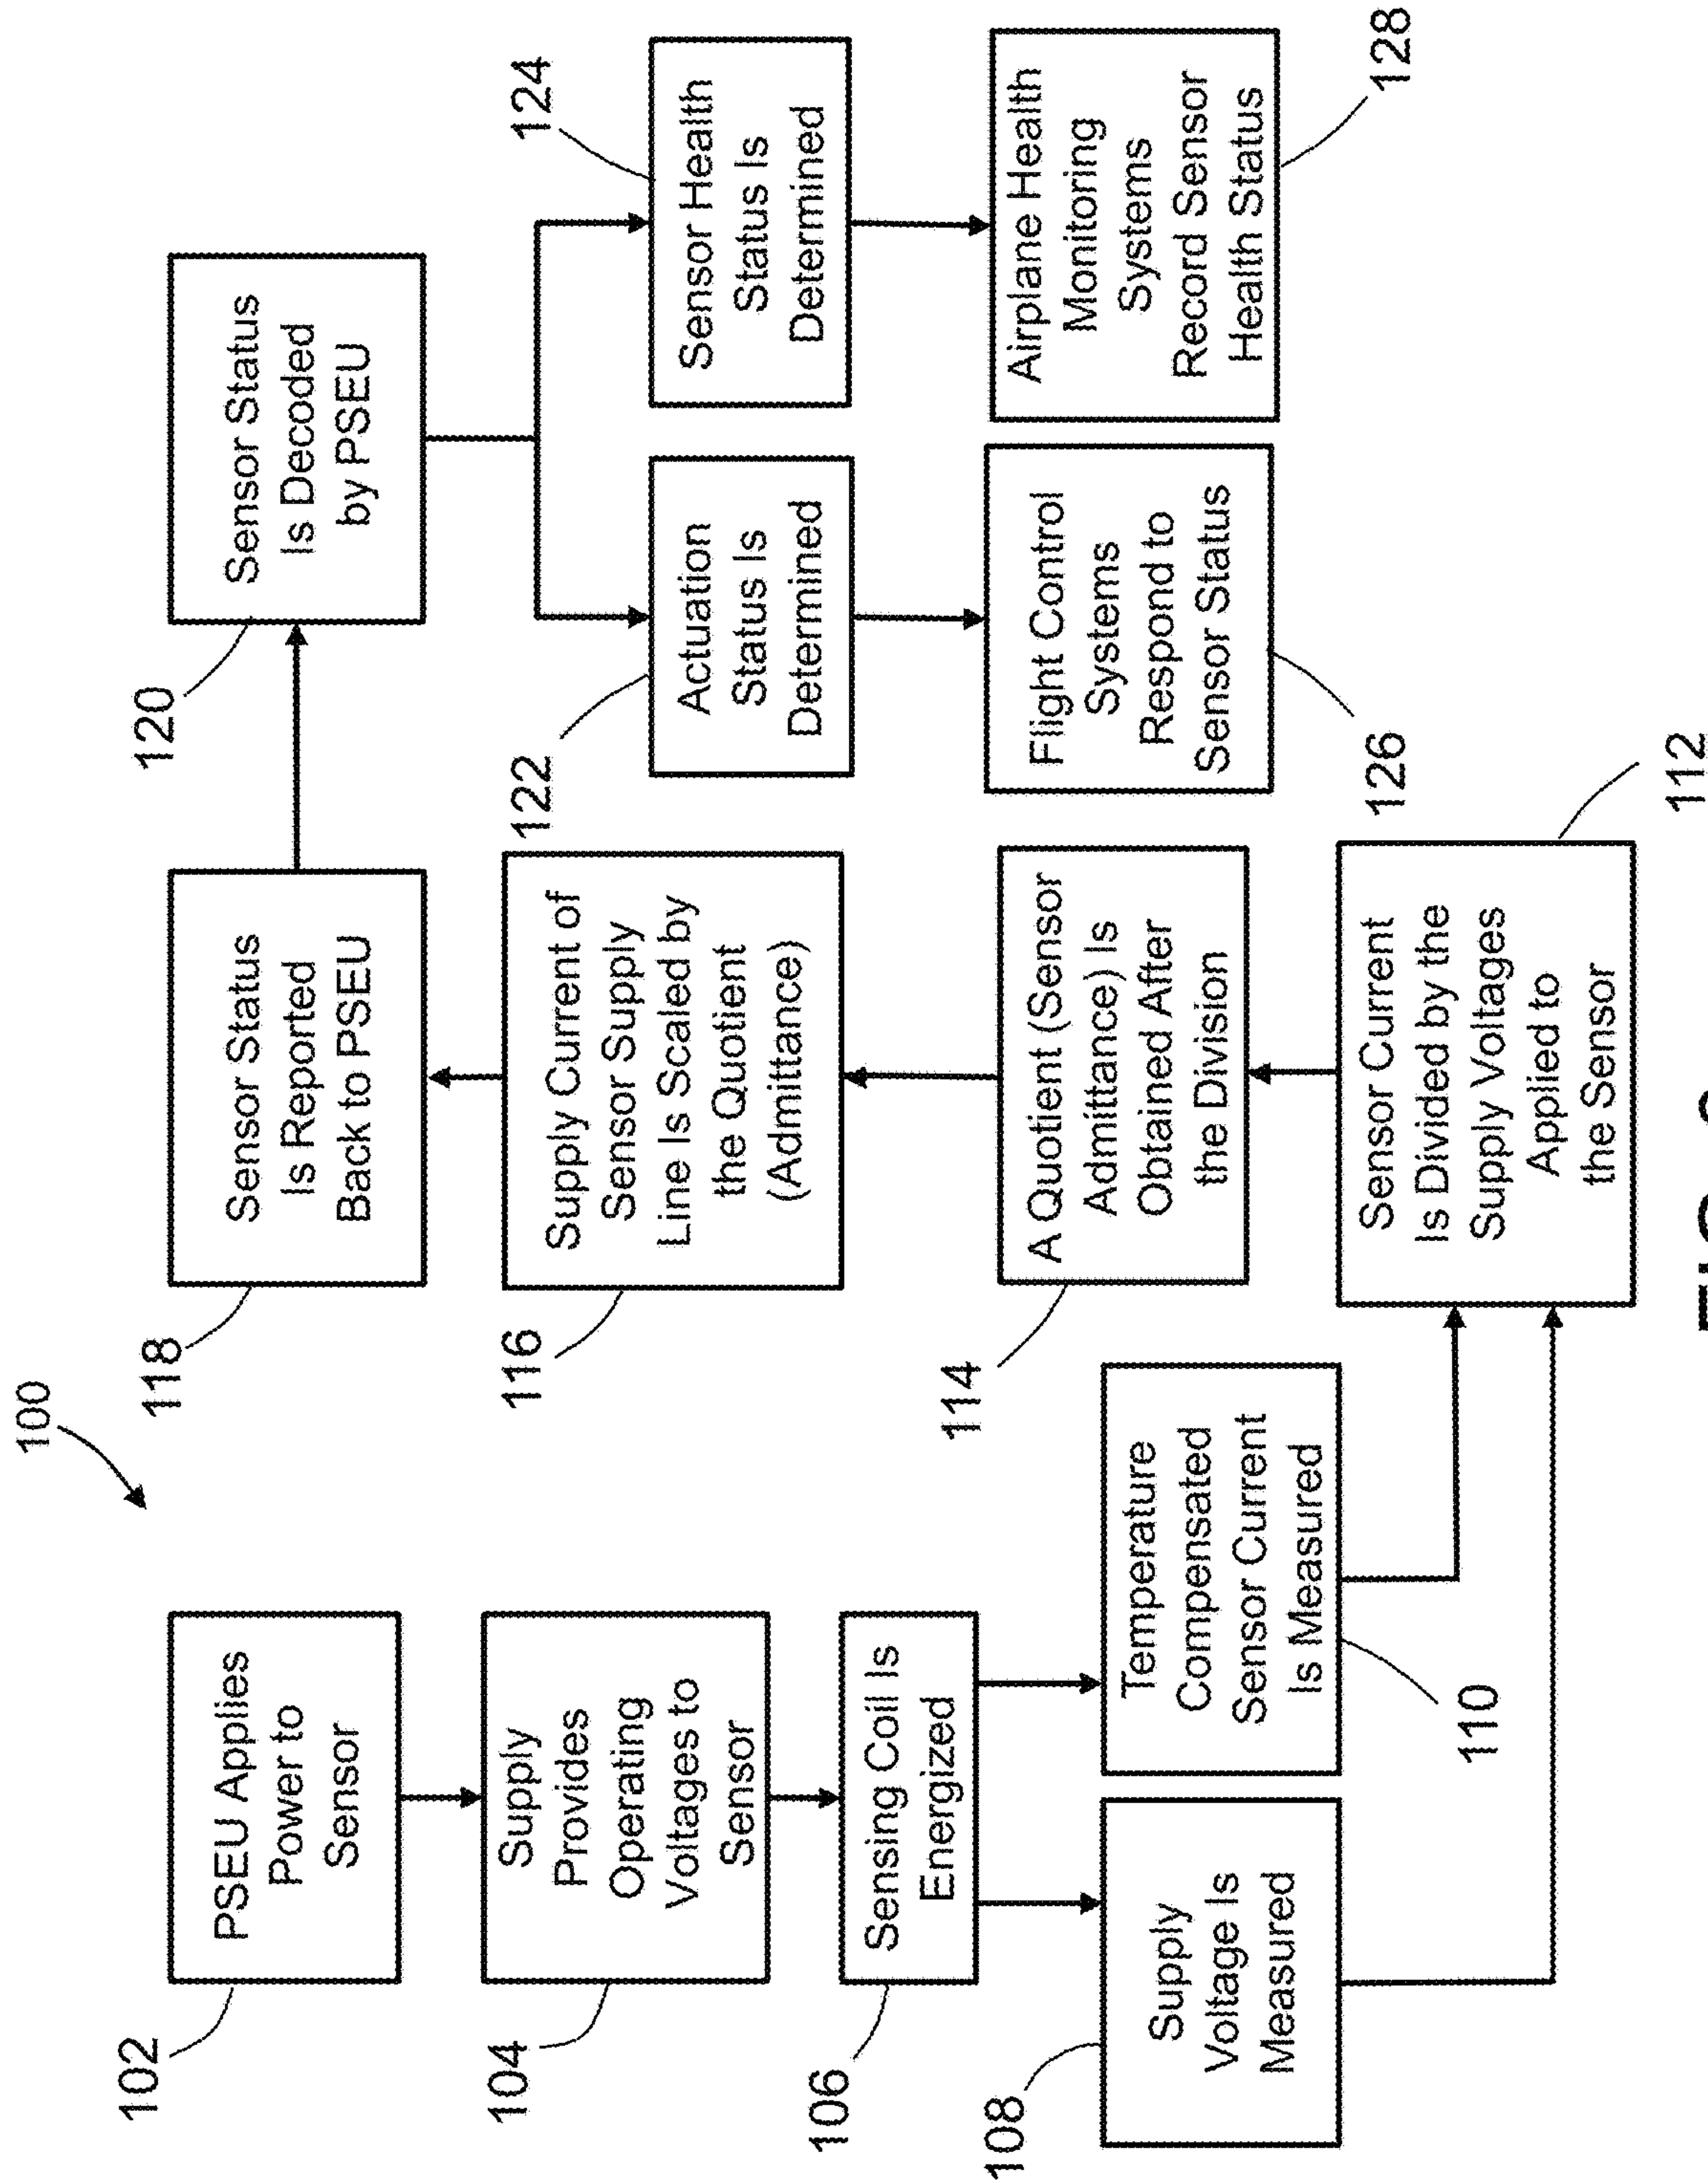 100
102
PSEU Applies
Power to
Sensor
104
Supply
Provides
Operating
Voltages to
Sensor
106
Sensing Coil Is
Energized
108
Supply
Voltage Is
Measured
110
Temperature
Compensated
Sensor Current
Is Measured
112
Sensor Current
Is Divided by the
Supply Voltages
Applied to
the Sensor
114
A Quotient (Sensor
Admittance) Is
Obtained After
the Division
116
Supply Current of
Sensor Supply
Line Is Scaled by
the Quotient
(Admittance)
118
Sensor Status
Is Reported
Back to PSEU
120
Sensor Status
Is Decoded
by PSEU
122
Actuation
Status Is
Determined
124
Sensor Health
Status Is
Determined
126
Flight Control
Systems
Respond to
Sensor Status
128
Airplane Health
Monitoring
Systems
Record Sensor
Health Status